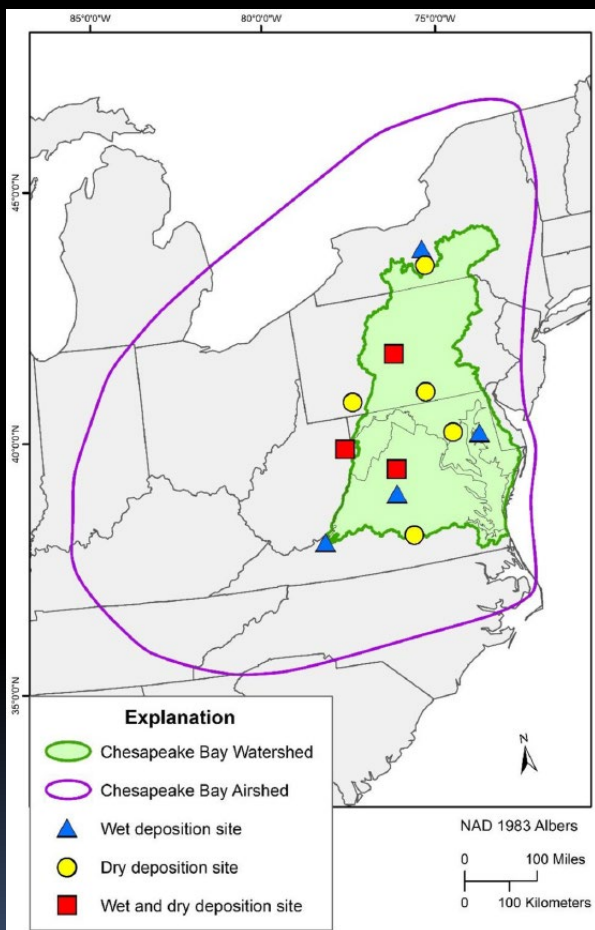 85°0'0"W 80°0'0"W 75°0'0"W
45°0'0"N
40°0'0"N
35°0'0"N
Explanation
Chesapeake Bay Watershed
Chesapeake Bay Airshed
Wet deposition site
Dry deposition site
Wet and dry deposition site
N
NAD 1983 Albers
0 100 Miles
0 100 Kilometers